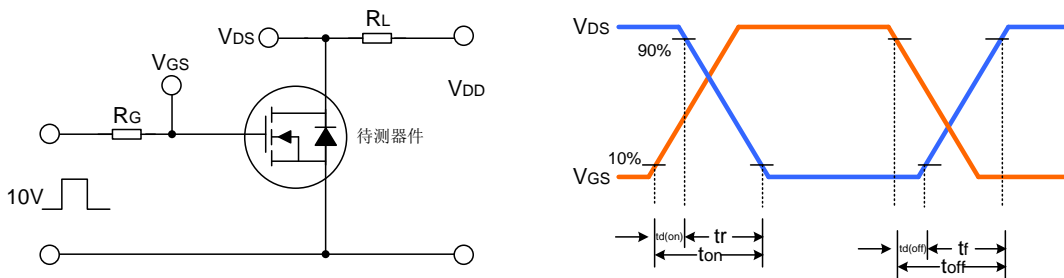 VDS
RL
VGS
RG
VDD
待测器件
10V
VDS
90%
10%
VGS
td(on)
tr
ton
td(off)
tf
toff